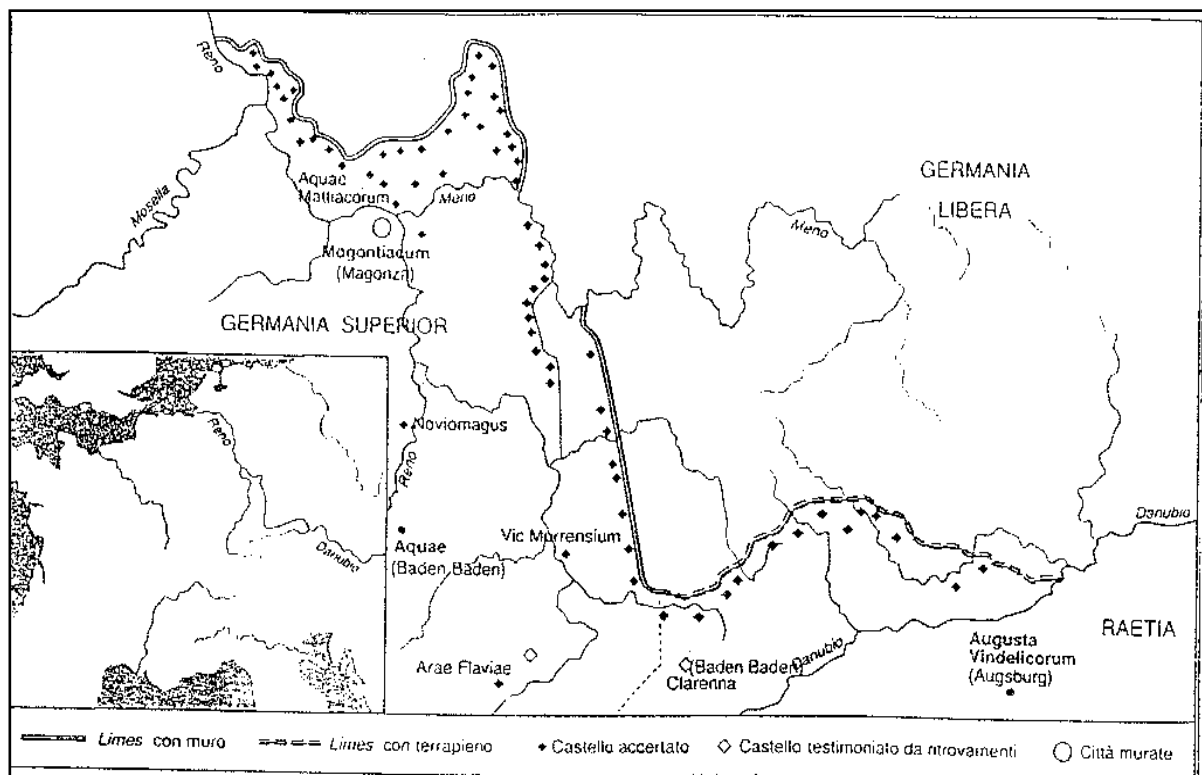 Reno
Mosella
Aquae
Mattiacorum
Meno
Mogontiacum
(Magonza)
GERMANIA
LIBERA
Meno
GERMANIA SUPERIOR
Reno
Danubio
Noviomagus
Reno
Aquae
(Baden Baden)
Vic Murrensium
Danubio
Arae Flaviae
(Baden Baden)
Clarenna
Danubio
Augusta
Vindelicorum
(Augsburg)
RAETIA
Limes con muro
Limes con terrapieno
Castello accertato
Castello testimoniato da ritrovamenti
Città murate